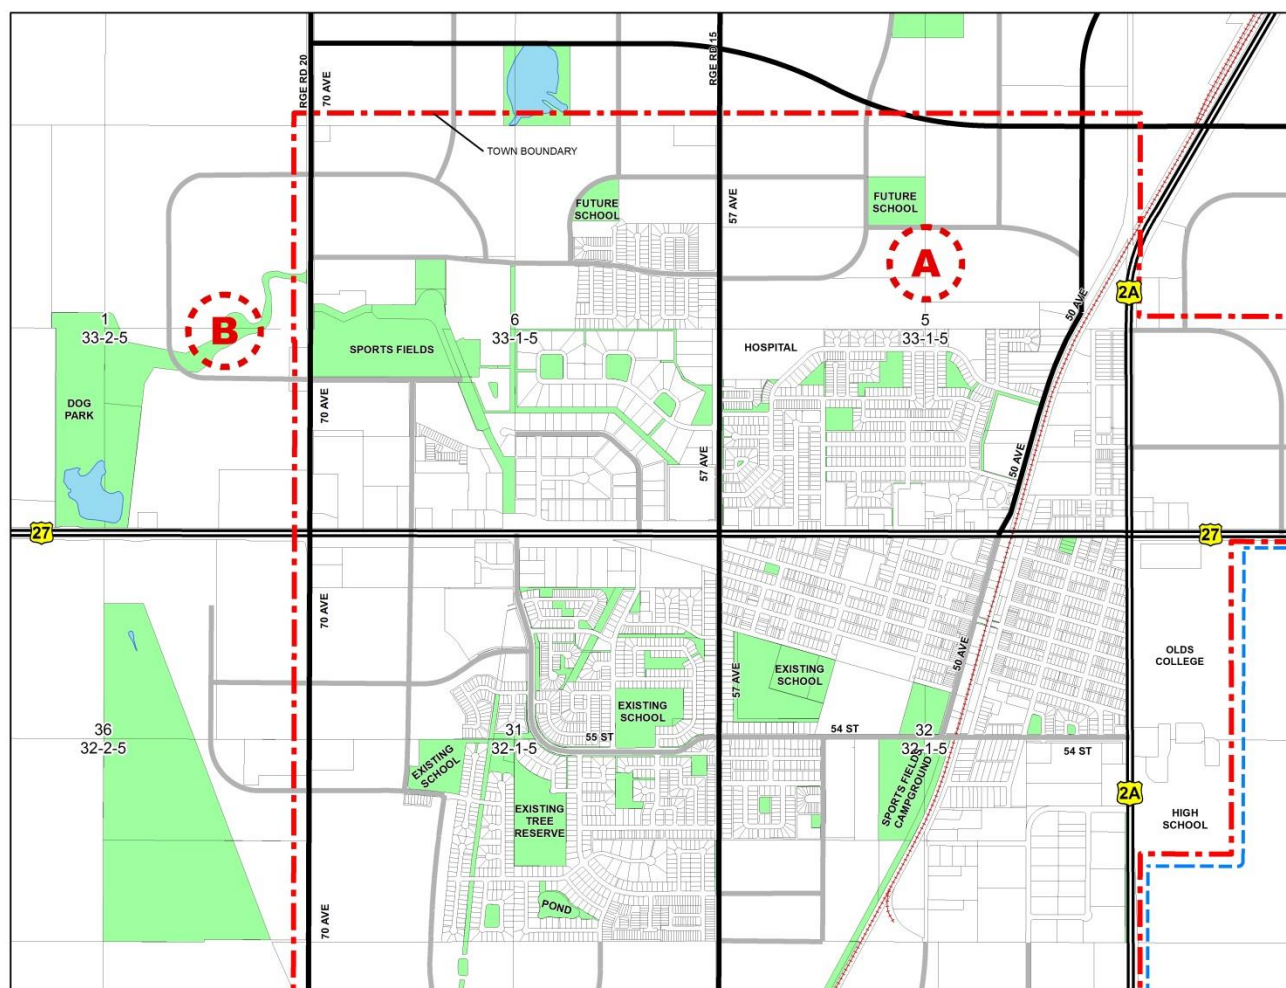 RGE RD 20
70 AVE
RGE RD 15
TOWN BOUNDARY
57 AVE
FUTURE
SCHOOL
FUTURE
SCHOOL
A
B
2A
50 AVE
1
33-2-5
6
33-1-5
5
33-1-5
SPORTS FIELDS
HOSPITAL
DOG
PARK
70 AVE
57 AVE
50 AVE
27
27
70 AVE
50 AVE
57 AVE
EXISTING
SCHOOL
OLDS
COLLEGE
EXISTING
SCHOOL
36
32-2-5
31
32-1-5
55 ST
54 ST
32
32-1-5
54 ST
EXISTING
SCHOOL
SPORTS FIELDS
CAMPGROUND
2A
EXISTING
TREE
RESERVE
HIGH
SCHOOL
POND
70 AVE